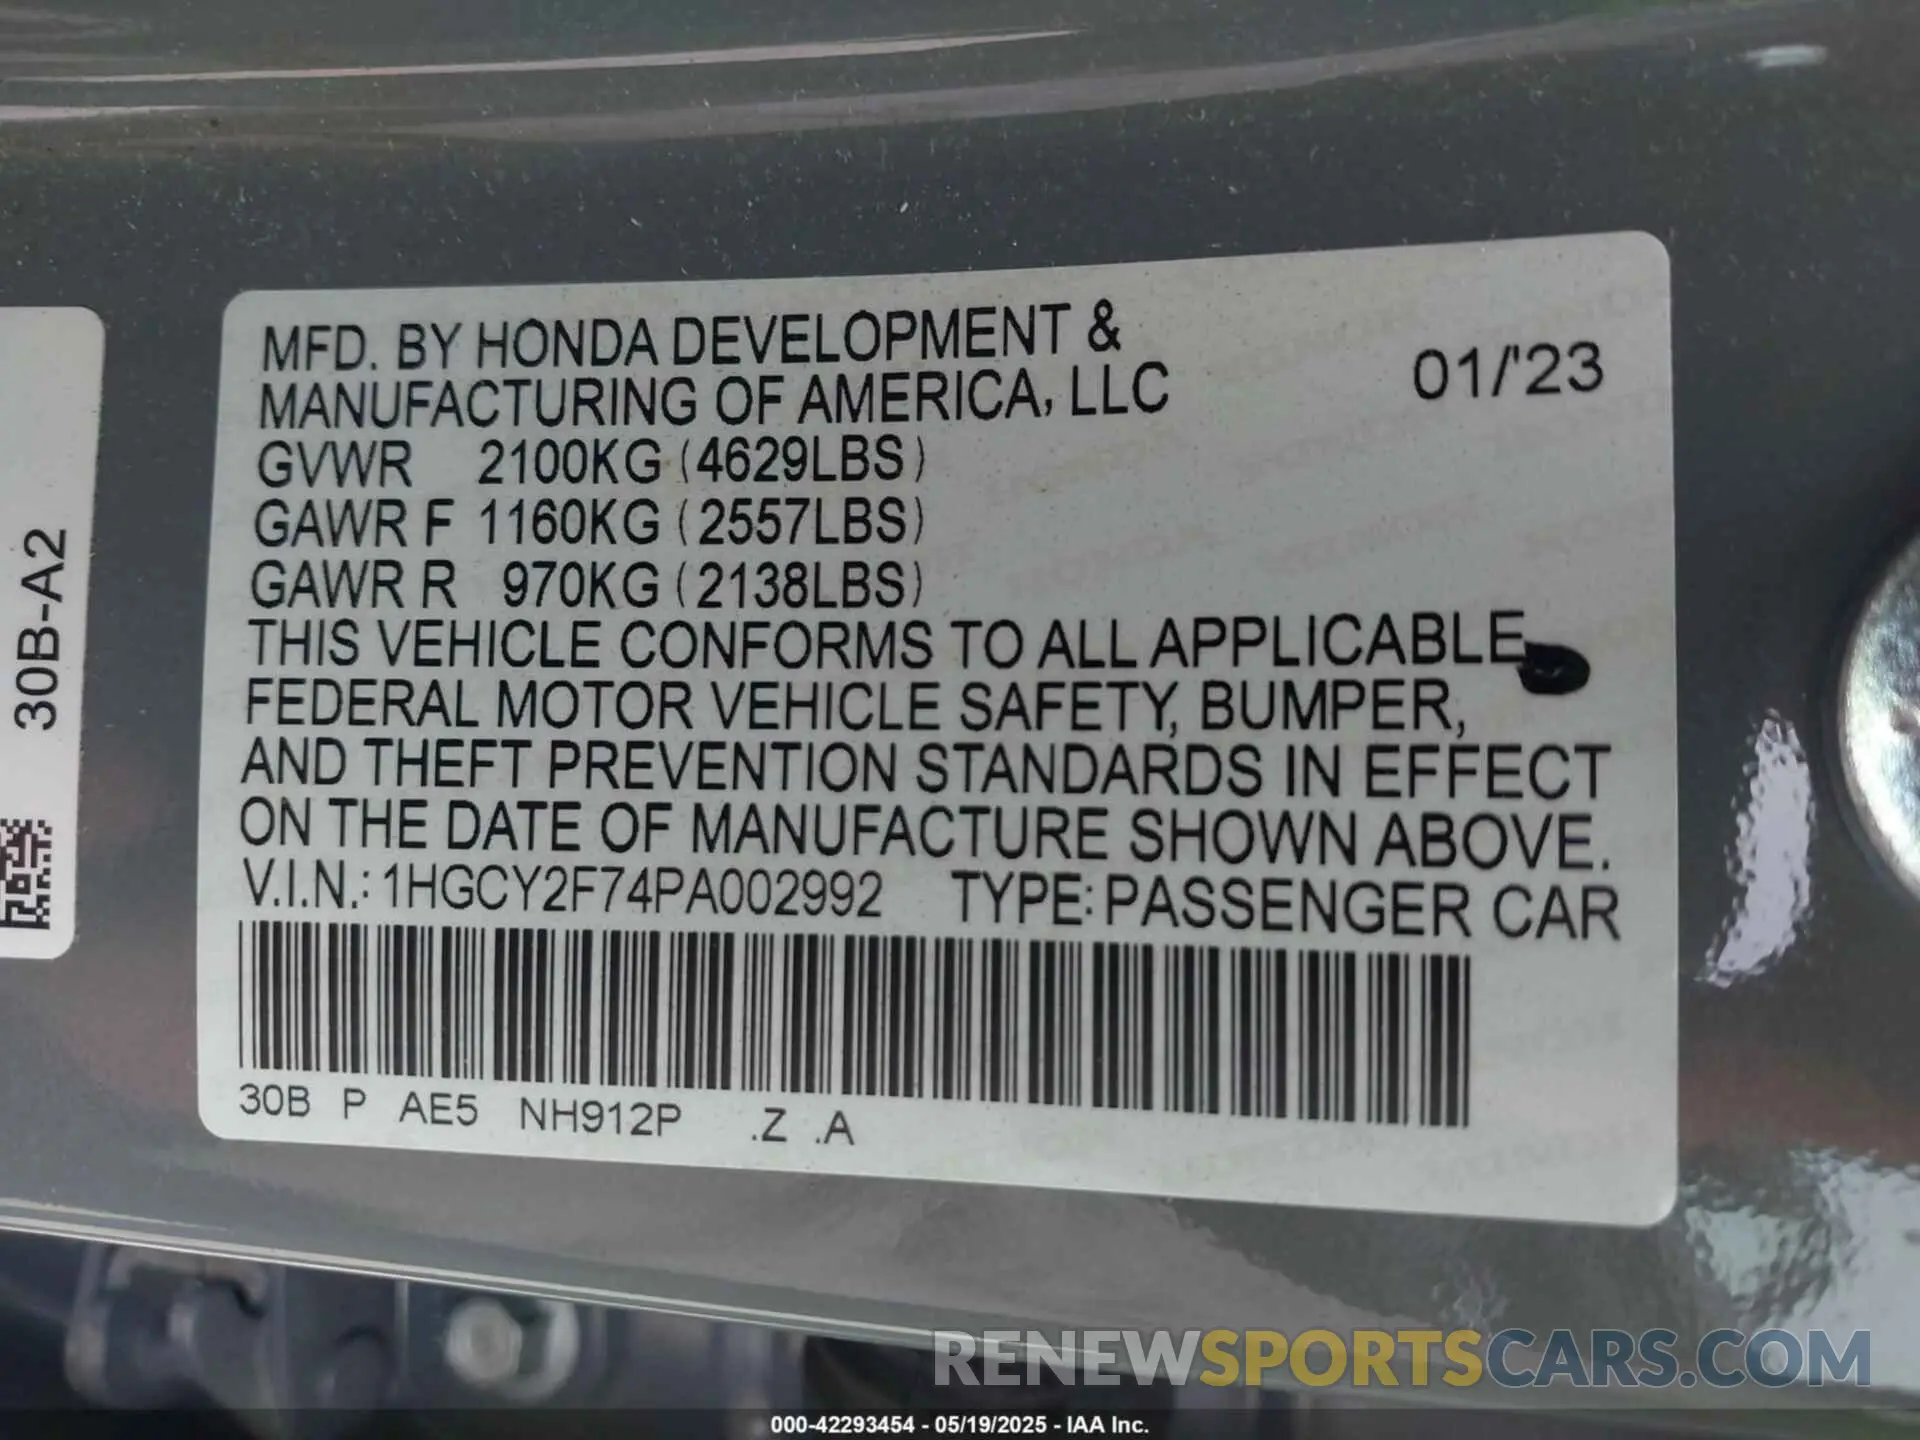 MFD. BY HONDA DEVELOPMENT &
MANUFACTURING OF AMERICA, LLC
01/'23
GVWR 2100KG (4629LBS)
GAWR F 1160KG (2557LBS)
GAWR R 970KG (2138LBS)
THIS VEHICLE CONFORMS TO ALL APPLICABLE
FEDERAL MOTOR VEHICLE SAFETY, BUMPER,
AND THEFT PREVENTION STANDARDS IN EFFECT
ON THE DATE OF MANUFACTURE SHOWN ABOVE.
V.I.N.: 1HGCY2F74PA002992 TYPE: PASSENGER CAR
30B P AE5 NH912P .Z .A
30B-A2
RENEWSPORTSCARS.COM
000-42293454 - 05/19/2025 - IAA Inc.